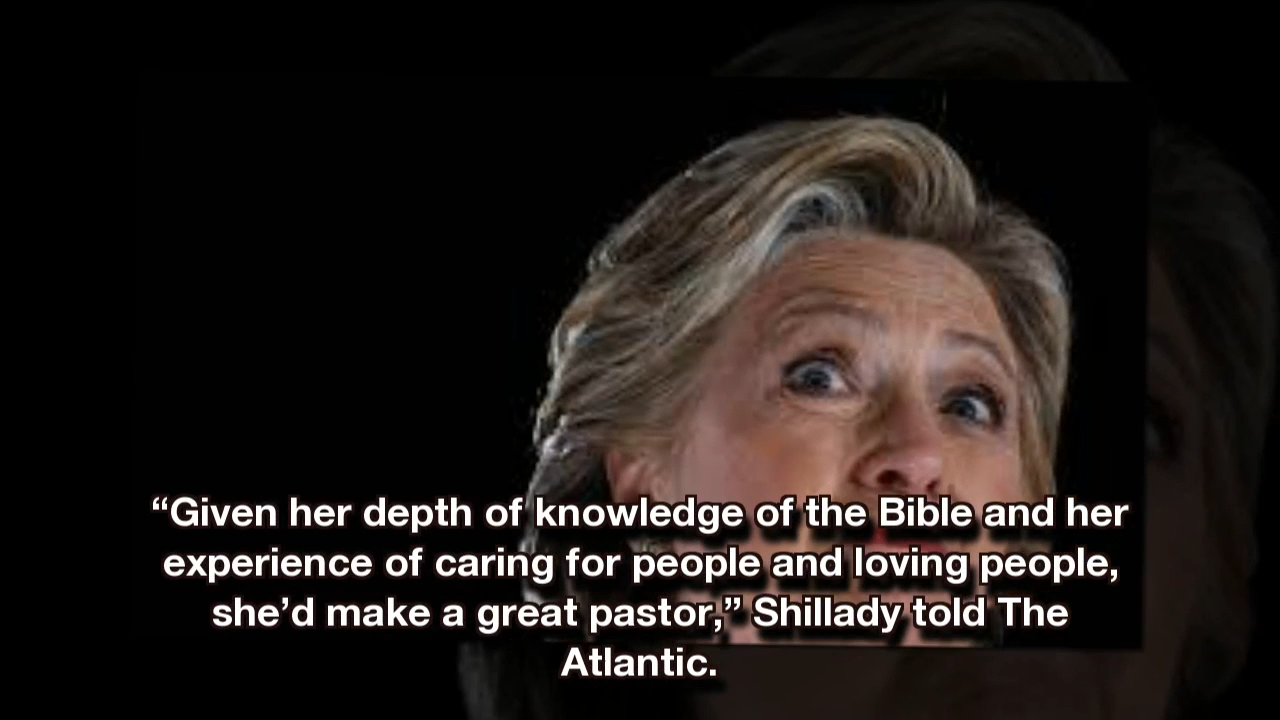 “Given her depth of knowledge of the Bible and her
experience of caring for people and loving people,
she’d make a great pastor,” Shillady told The
Atlantic.